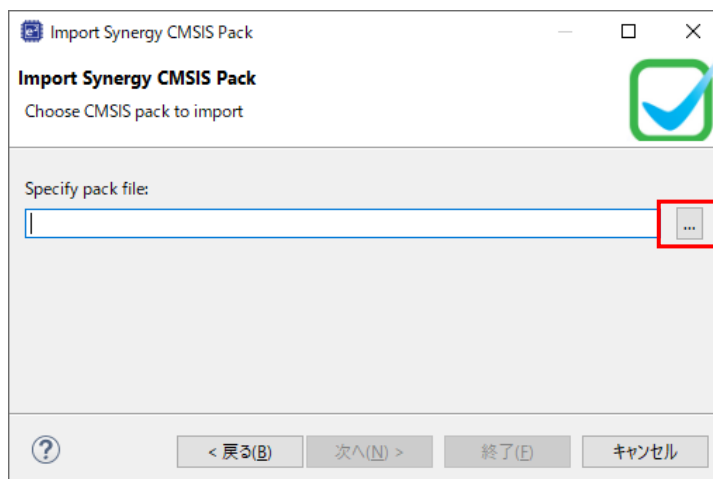 Import Synergy CMSIS Pack
Import Synergy CMSIS Pack
Choose CMSIS pack to import
Specify pack file:
...
< 戻る(B)
次へ(N) >
終了(F)
キャンセル